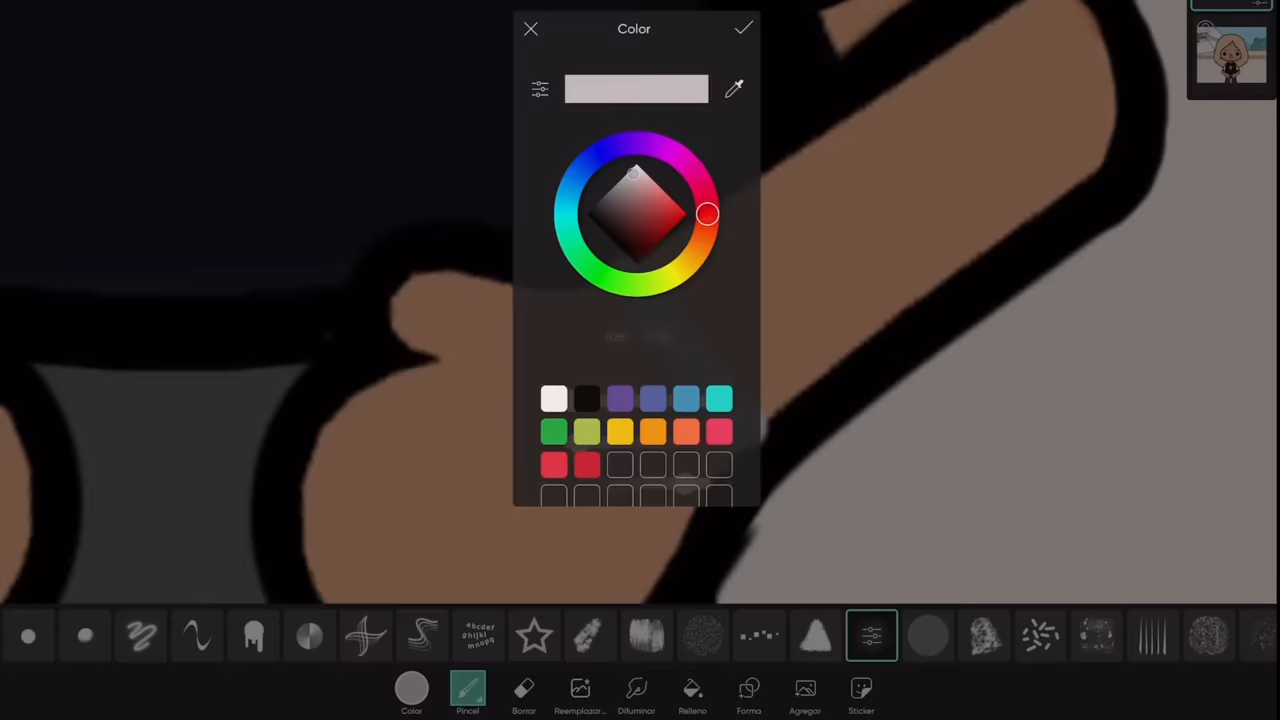 Color
abcdef
ghijkl
mnopq
Color
Pincel
Borrar
Reemplazar...
Difuminar
Relleno
Forma
Agregar
Sticker